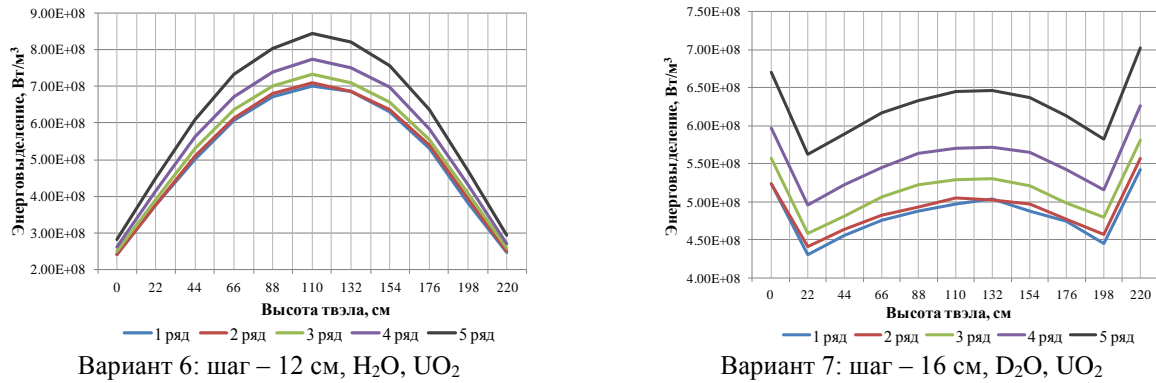 Энерговыделение, Вт/м³
9.00E+08
8.00E+08
7.00E+08
6.00E+08
5.00E+08
4.00E+08
3.00E+08
2.00E+08
0 22 44 66 88 110 132 154 176 198 220
Высота твэла, см
1 ряд 2 ряд 3 ряд 4 ряд 5 ряд
Вариант 6: шаг – 12 см, H₂O, UO₂
Энерговыделение, Вт/м³
7.50E+08
7.00E+08
6.50E+08
6.00E+08
5.50E+08
5.00E+08
4.50E+08
4.00E+08
0 22 44 66 88 110 132 154 176 198 220
Высота твэла, см
1 ряд 2 ряд 3 ряд 4 ряд 5 ряд
Вариант 7: шаг – 16 см, D₂O, UO₂